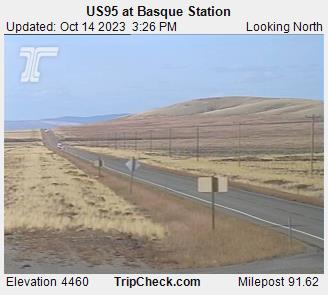 US95 at Basque Station
Updated: Oct 14 2023 3:26 PM Looking North
Elevation 4460 TripCheck.com Milepost 91.62